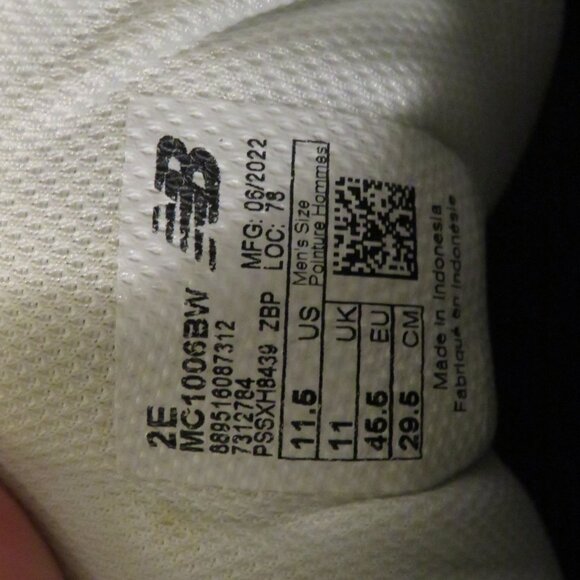 NB
2E
MC1006BW
889516087312
7312784
PSSXH8439 ZBP
MFG: 06/2022
LOC: 78
Men's Size
Pointure Hommes
11.5 US
11 UK
45.5 EU
29.5 CM
Made in Indonesia
Fabriqué en Indonésie